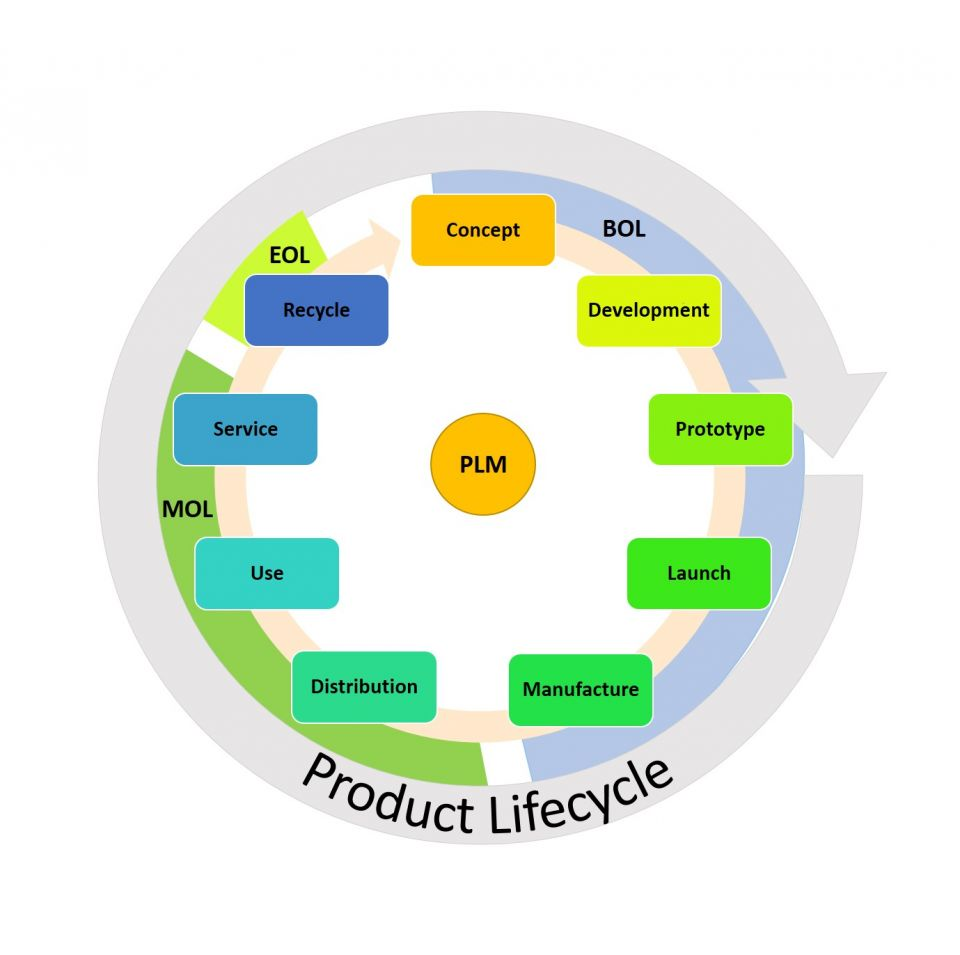 Concept
BOL
Development
Prototype
Launch
Manufacture
Distribution
Use
MOL
Service
Recycle
EOL
PLM
Product Lifecycle